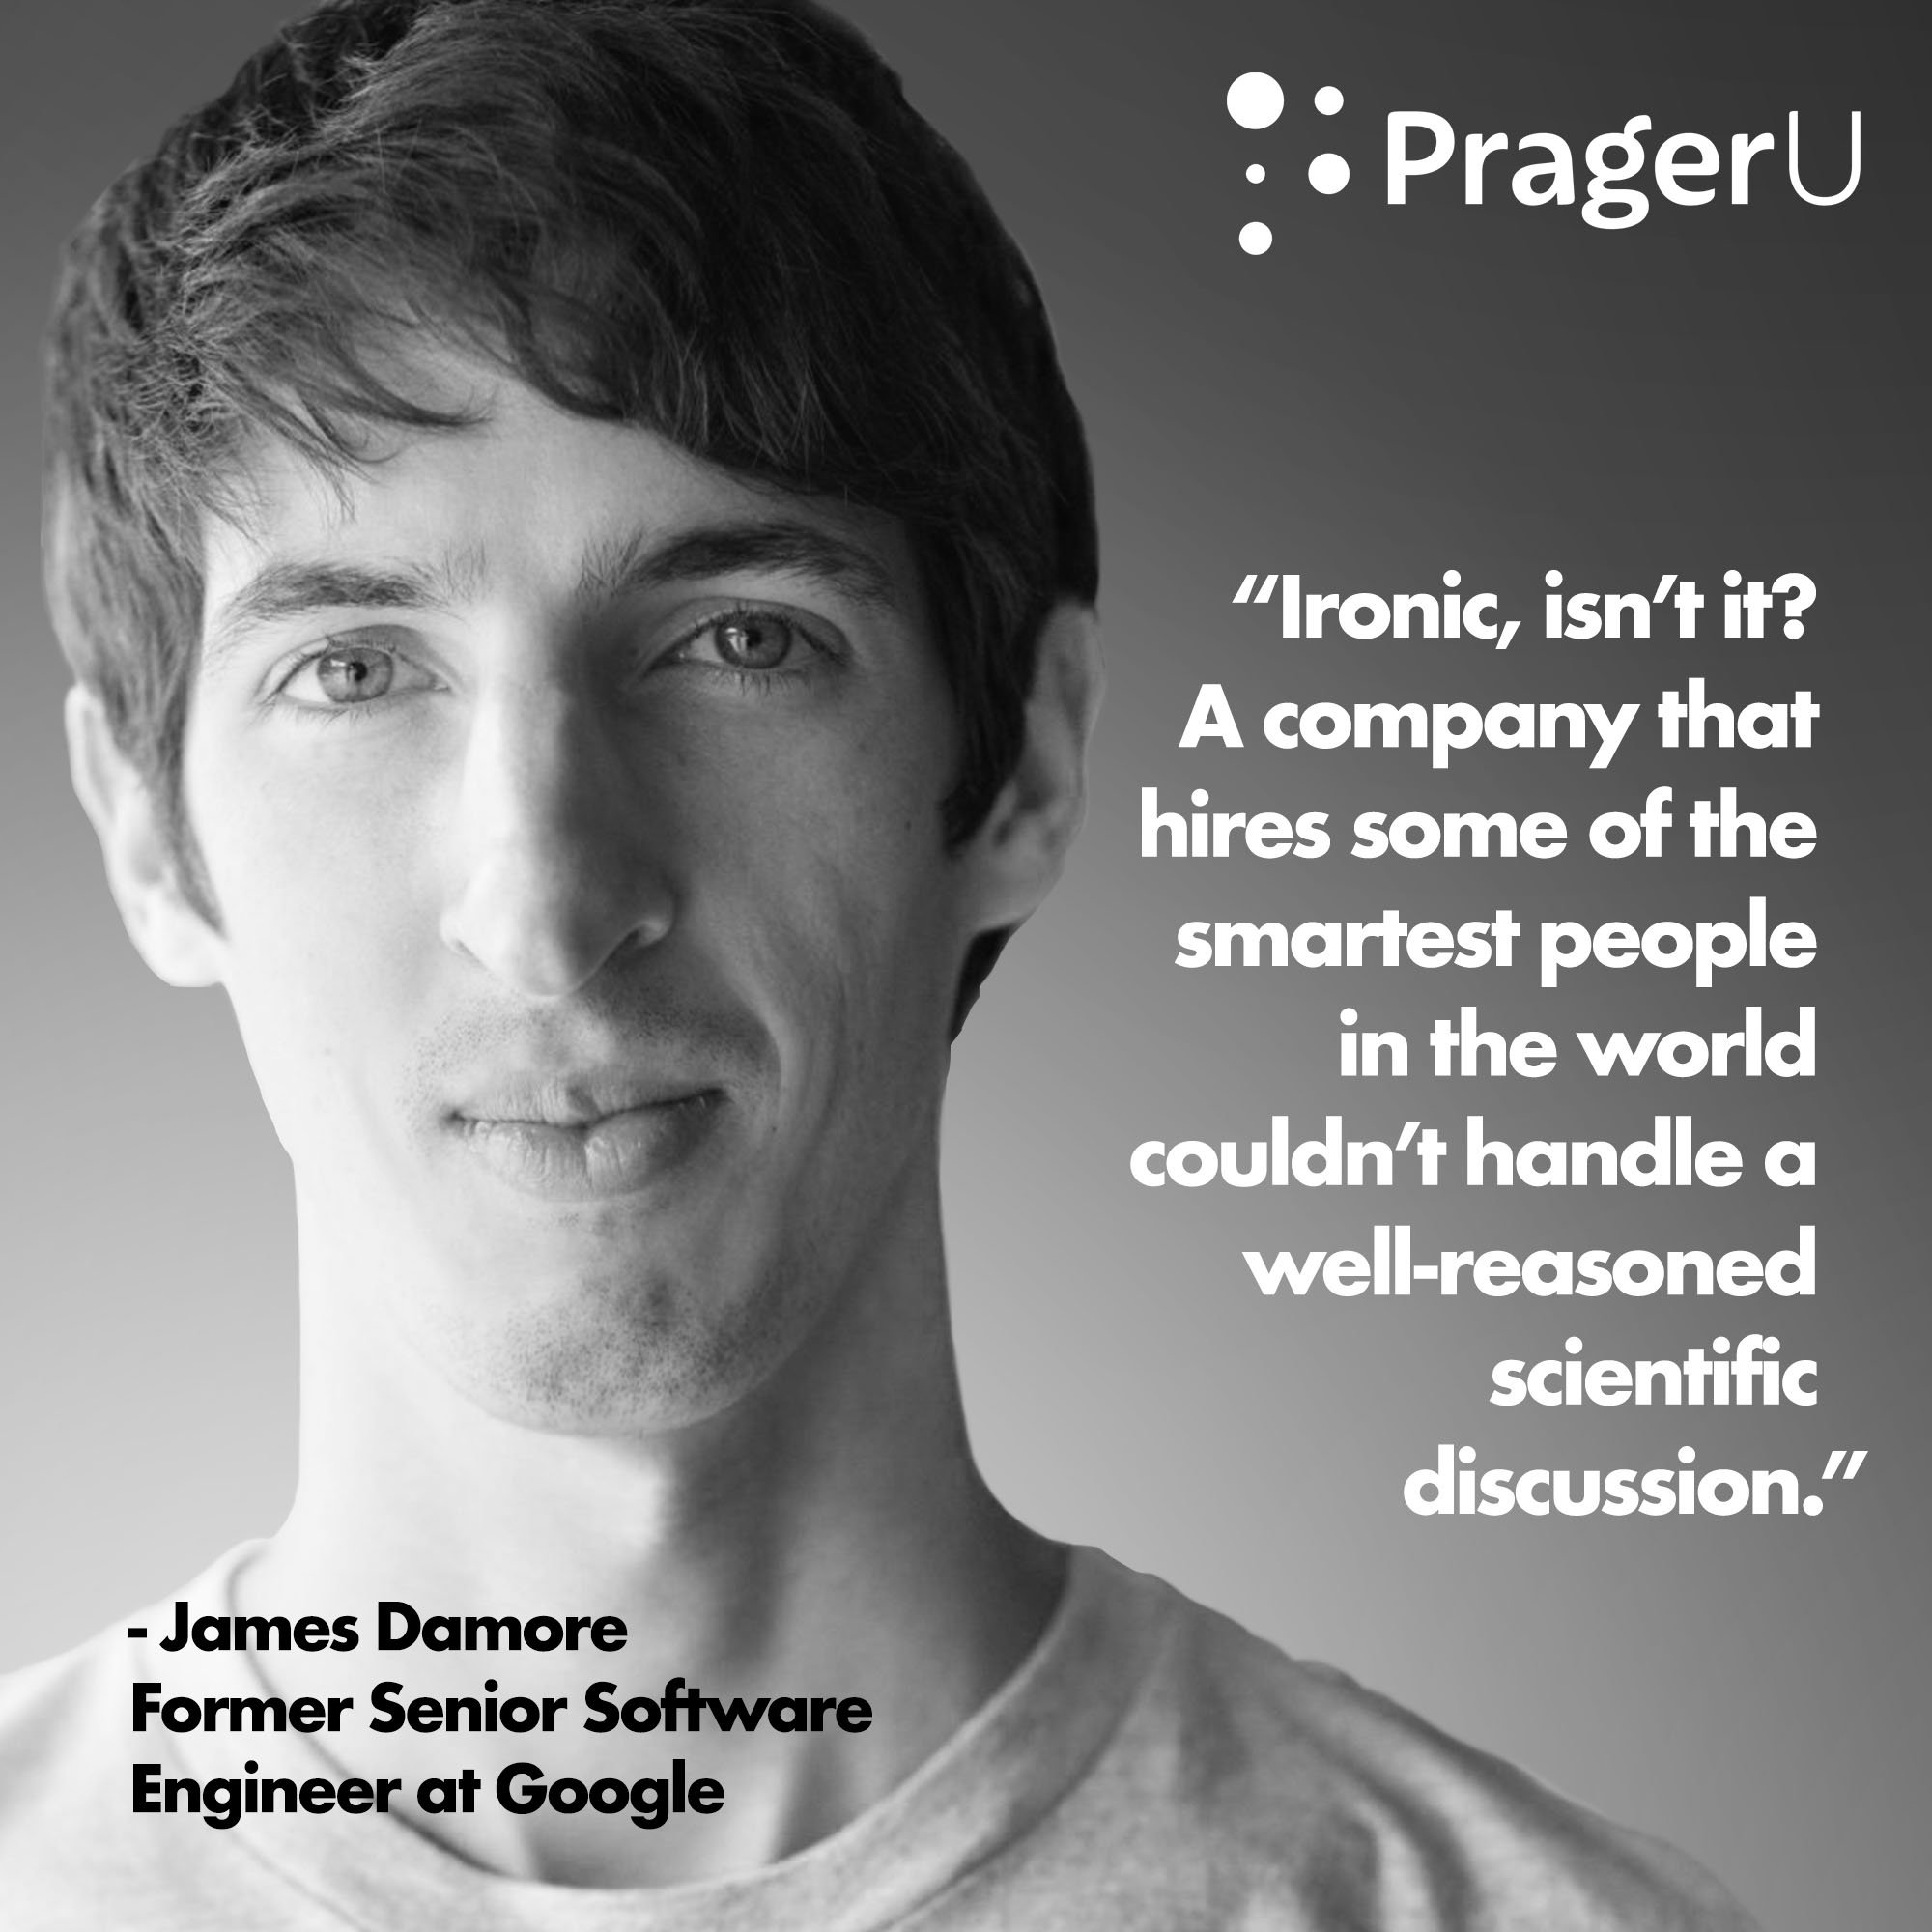 PragerU
“Ironic, isn’t it?
A company that
hires some of the
smartest people
in the world
couldn’t handle a
well-reasoned
scientific
discussion.”
- James Damore
Former Senior Software
Engineer at Google